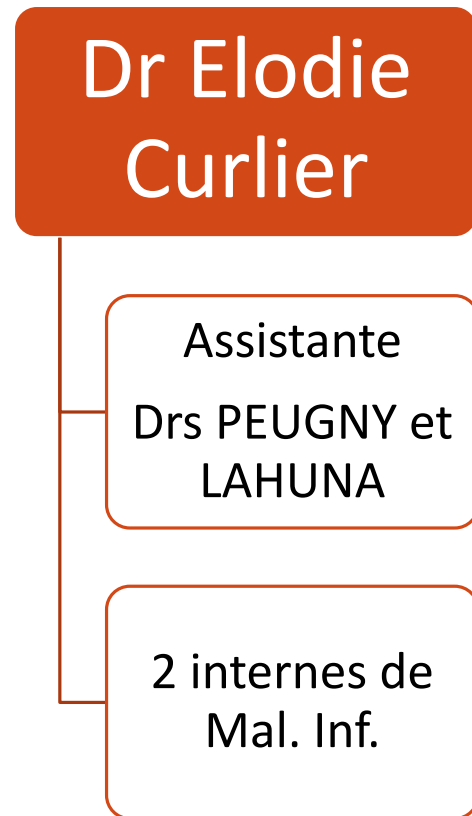 Dr Elodie
Curlier
Assistante
Drs PEUGNY et
LAHUNA
2 internes de
Mal. Inf.